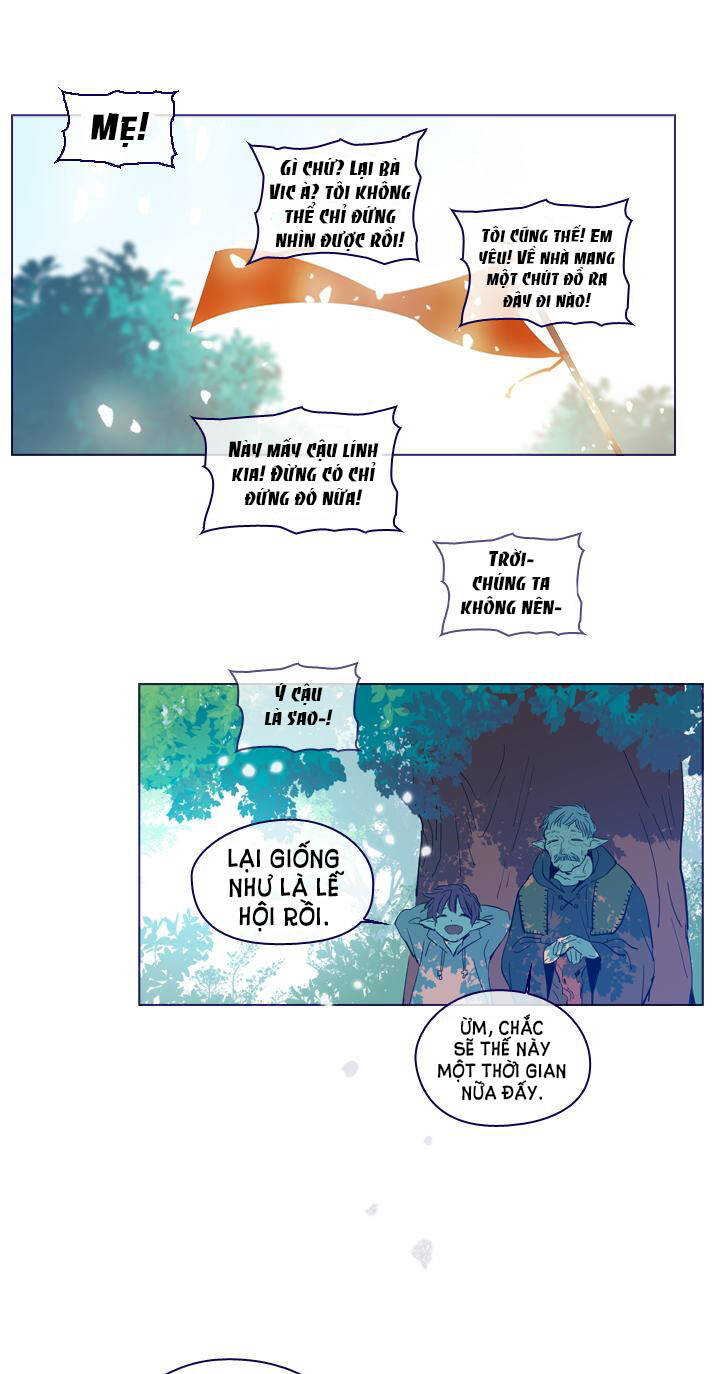 MẸ!
GÌ CHỨ? LẠI BÀ
VIC À? TÔI KHÔNG
THỂ CHỈ ĐỨNG
NHÌN ĐƯỢC RỒI!
TÔI CŨNG THẾ! EM
YÊU! VỀ NHÀ MANG
MỘT CHÚT ĐỒ RA
ĐÂY ĐI NÀO!
NÀY MẤY CẬU LÍNH
KIA! ĐỪNG CÓ CHỈ
ĐỨNG ĐÓ NỮA!
TRỜI-
CHÚNG TA
KHÔNG NÊN-
Ý CẬU
LÀ SAO-!
LẠI GIỐNG
NHƯ LÀ LỄ
HỘI RỒI.
ỪM, CHẮC
SẼ THẾ NÀY
MỘT THỜI GIAN
NỮA ĐẤY.